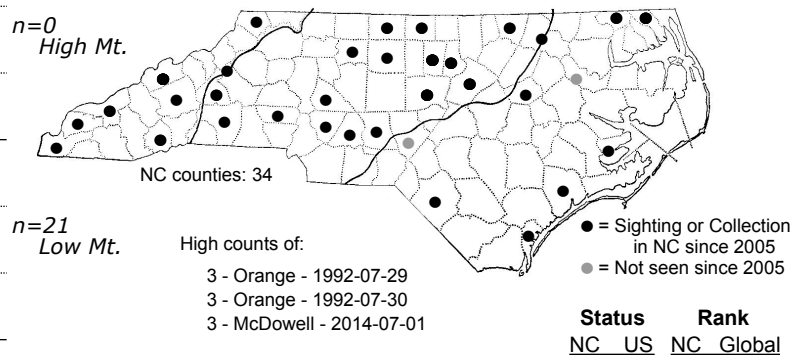 n=0
High Mt.
NC counties: 34
n=21
Low Mt.
High counts of:
3 - Orange - 1992-07-29
3 - Orange - 1992-07-30
3 - McDowell - 2014-07-01
= Sighting or Collection
in NC since 2005
= Not seen since 2005
Status Rank
NC US NC Global